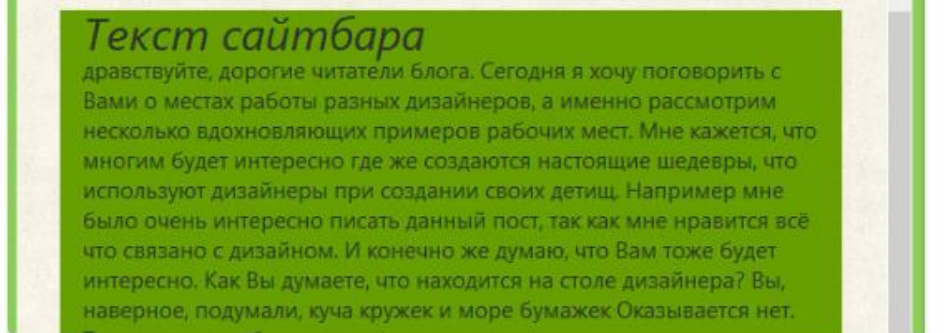 Текст сайтбара
дравствуйте, дорогие читатели блога. Сегодня я хочу поговорить с
Вами о местах работы разных дизайнеров, а именно рассмотрим
несколько вдохновляющих примеров рабочих мест. Мне кажется, что
многим будет интересно где же создаются настоящие шедевры, что
используют дизайнеры при создании своих детищ. Например мне
было очень интересно писать данный пост, так как мне нравится всё
что связано с дизайном. И конечно же думаю, что Вам тоже будет
интересно. Как Вы думаете, что находится на столе дизайнера? Вы,
наверное, подумали, куча кружек и море бумажек Оказывается нет.